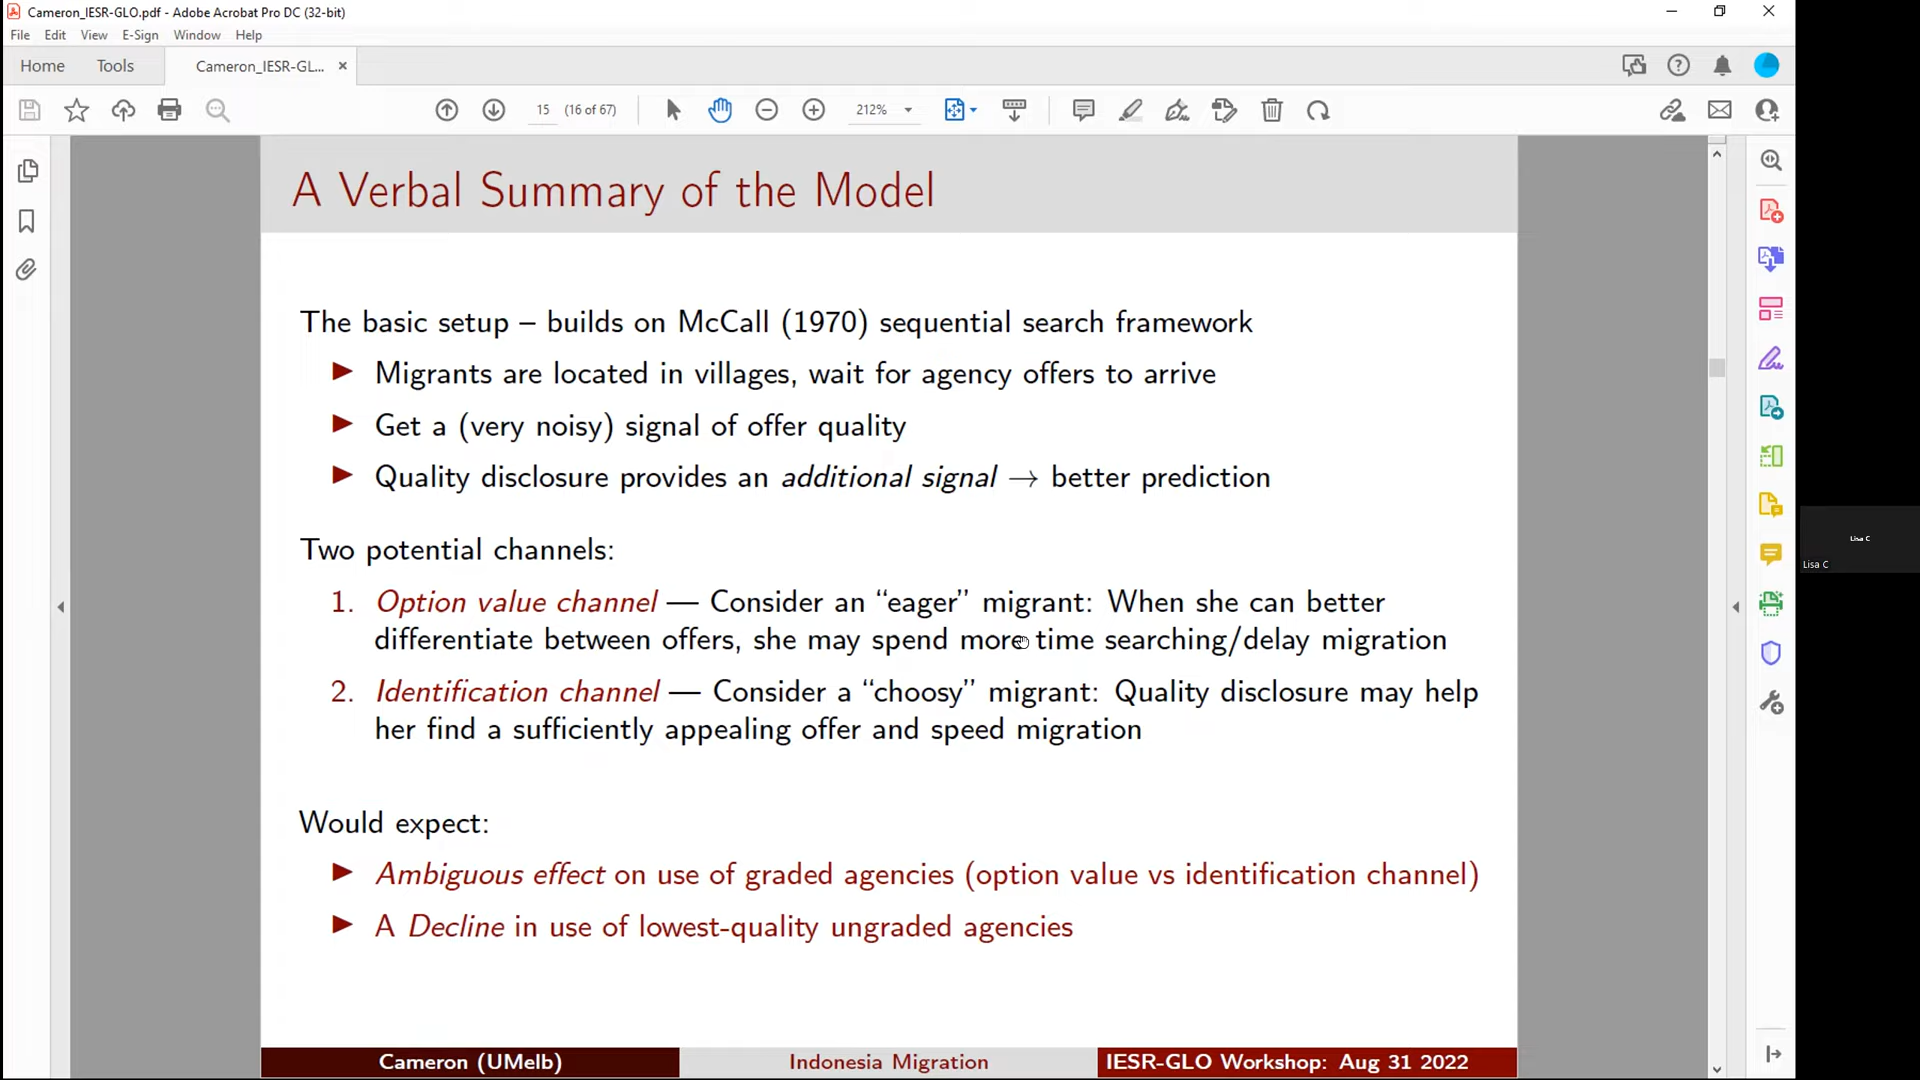 Cameron_IESR-GLO.pdf - Adobe Acrobat Pro DC (32-bit)
File Edit View E-Sign Window Help
Home Tools Cameron_IESR-GL... ×
15 (16 of 67) 212%
A Verbal Summary of the Model
The basic setup – builds on McCall (1970) sequential search framework
▶ Migrants are located in villages, wait for agency offers to arrive
▶ Get a (very noisy) signal of offer quality
▶ Quality disclosure provides an additional signal → better prediction
Two potential channels:
1. Option value channel — Consider an “eager” migrant: When she can better
differentiate between offers, she may spend more time searching/delay migration
2. Identification channel — Consider a “choosy” migrant: Quality disclosure may help
her find a sufficiently appealing offer and speed migration
Would expect:
▶ Ambiguous effect on use of graded agencies (option value vs identification channel)
▶ A Decline in use of lowest-quality ungraded agencies
Cameron (UMelb) Indonesia Migration IESR-GLO Workshop: Aug 31 2022
Lisa C
Lisa C